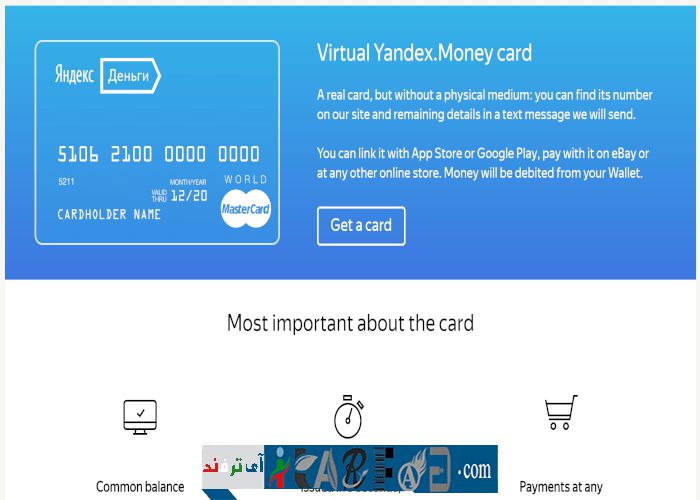 Яндекс Деньги
5106 2100 0000 0000
5211
MONTH/YEAR
VALID THRU 12/20
CARDHOLDER NAME
WORLD
MasterCard
Virtual Yandex.Money card
A real card, but without a physical medium: you can find its number
on our site and remaining details in a text message we will send.
You can link it with App Store or Google Play, pay with it on eBay or
at any other online store. Money will be debited from your Wallet.
Get a card
Most important about the card
آی ترفند
.com
Common balance
Payments at any